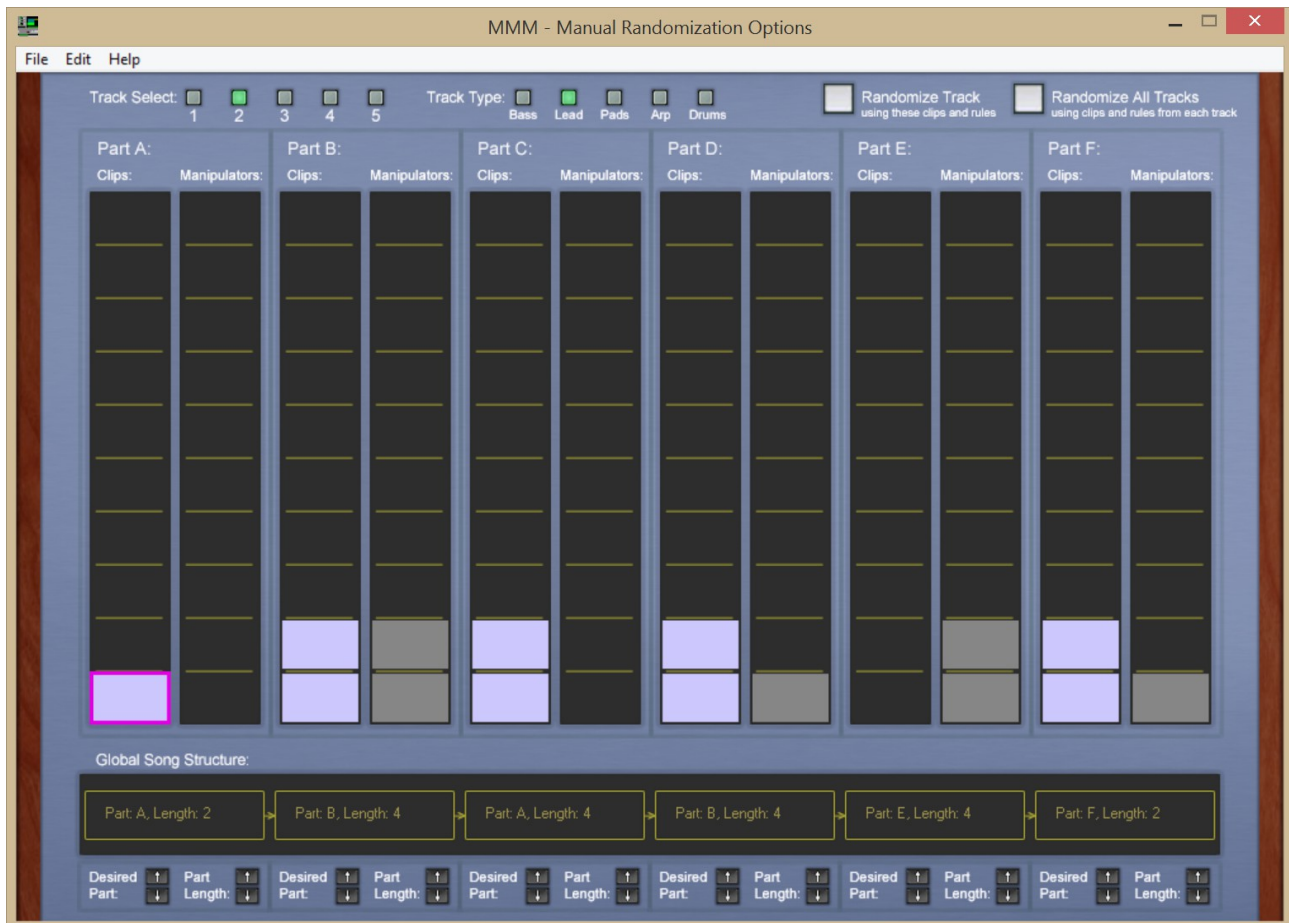 MMM - Manual Randomization Options
File Edit Help
Track Select: 1 2 3 4 5 Track Type: Bass Lead Pads Arp Drums Randomize Track Randomize All Tracks
using these clips and rules using clips and rules from each track
Part A: Part B: Part C: Part D: Part E: Part F:
Clips: Manipulators: Clips: Manipulators: Clips: Manipulators: Clips: Manipulators: Clips: Manipulators: Clips: Manipulators:
Global Song Structure:
Part: A, Length: 2 Part: B, Length: 4 Part: A, Length: 4 Part: B, Length: 4 Part: E, Length: 4 Part: F, Length: 2
Desired Part Desired Part Desired Part Desired Part Desired Part Desired Part
Part: Length: Part: Length: Part: Length: Part: Length: Part: Length: Part: Length: